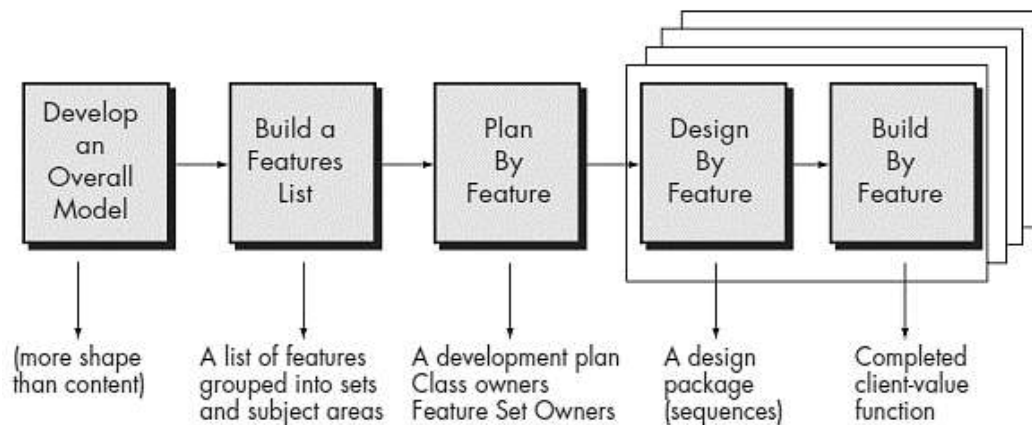 Develop
an
Overall
Model
Build a
Features
List
Plan
By
Feature
Design
By
Feature
Build
By
Feature
(more shape
than content)
A list of features
grouped into sets
and subject areas
A development plan
Class owners
Feature Set Owners
A design
package
(sequences)
Completed
client-value
function